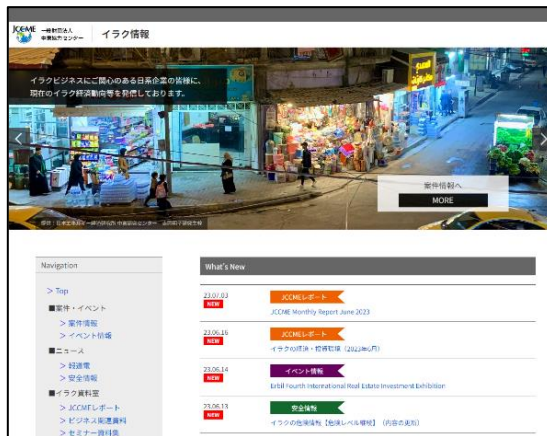 JCCME 一般財団法人
中東協力センター
イラク情報
イラクビジネスにご関心のある日系企業の皆様に、
現在のイラク経済動向等を発信しております。
案件情報へ
MORE
Navigation
> Top
■案件・イベント
> 案件情報
> イベント情報
■ニュース
> 経過電
> 安全情報
■イラク資料室
> JCCMEレポート
> ビジネス関連資料
> セミナー資料集
What's New
23.07.03
NEW
JCCMEレポート
JCCME Monthly Report June 2023
23.06.16
NEW
JCCMEレポート
イラクの経済・投資環境(2023年6月)
23.06.14
NEW
イベント情報
Erbil Fourth International Real Estate Investment Exhibition
23.06.13
NEW
安全情報
イラクの危険情報【危険レベル継続】(内容の更新)